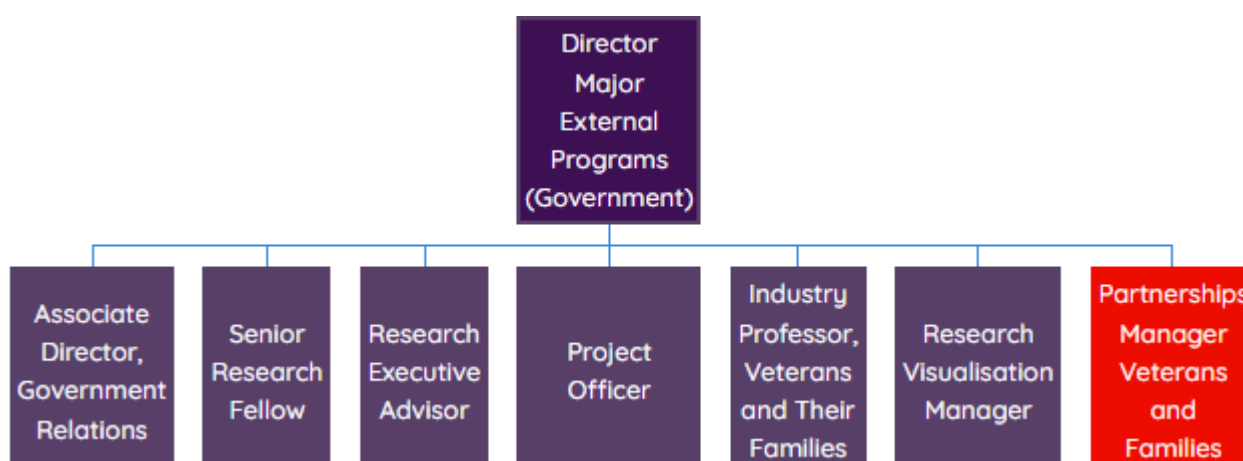 Director
Major
External
Programs
(Government)
Associate
Director,
Government
Relations
Senior
Research
Fellow
Research
Executive
Advisor
Project
Officer
Industry
Professor,
Veterans
and Their
Families
Research
Visualisation
Manager
Partnerships
Manager
Veterans
and
Families